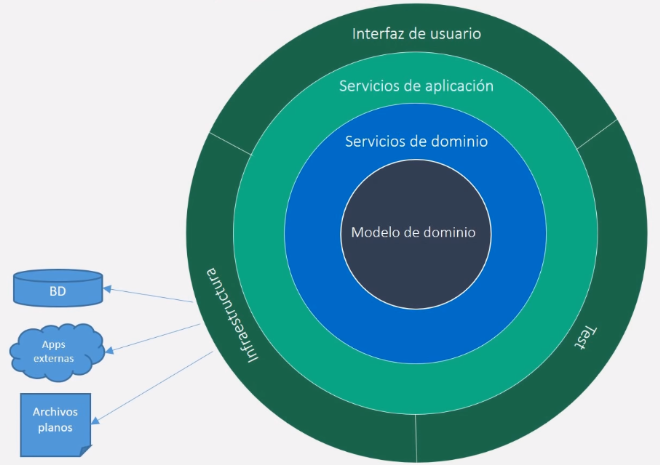 Interfaz de usuario
Servicios de aplicación
Servicios de dominio
Modelo de dominio
Infraestructura
Test
BD
Apps
externas
Archivos
planos